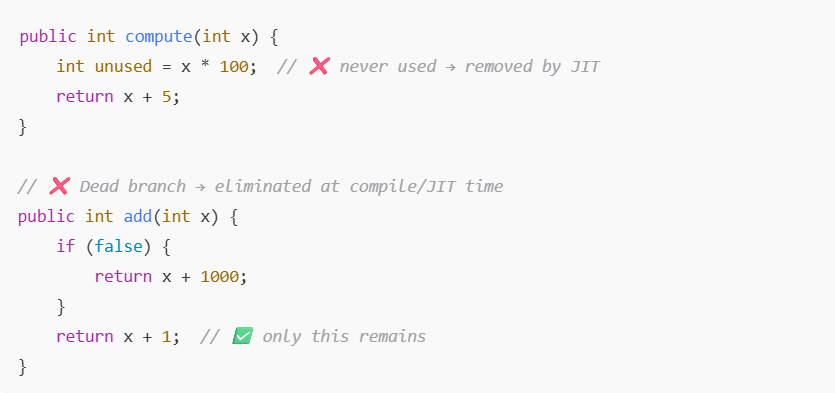 public int compute(int x) {
    int unused = x * 100;  // ❌ never used → removed by JIT
    return x + 5;
}

// ❌ Dead branch → eliminated at compile/JIT time
public int add(int x) {
    if (false) {
        return x + 1000;
    }
    return x + 1;  // ✅ only this remains
}